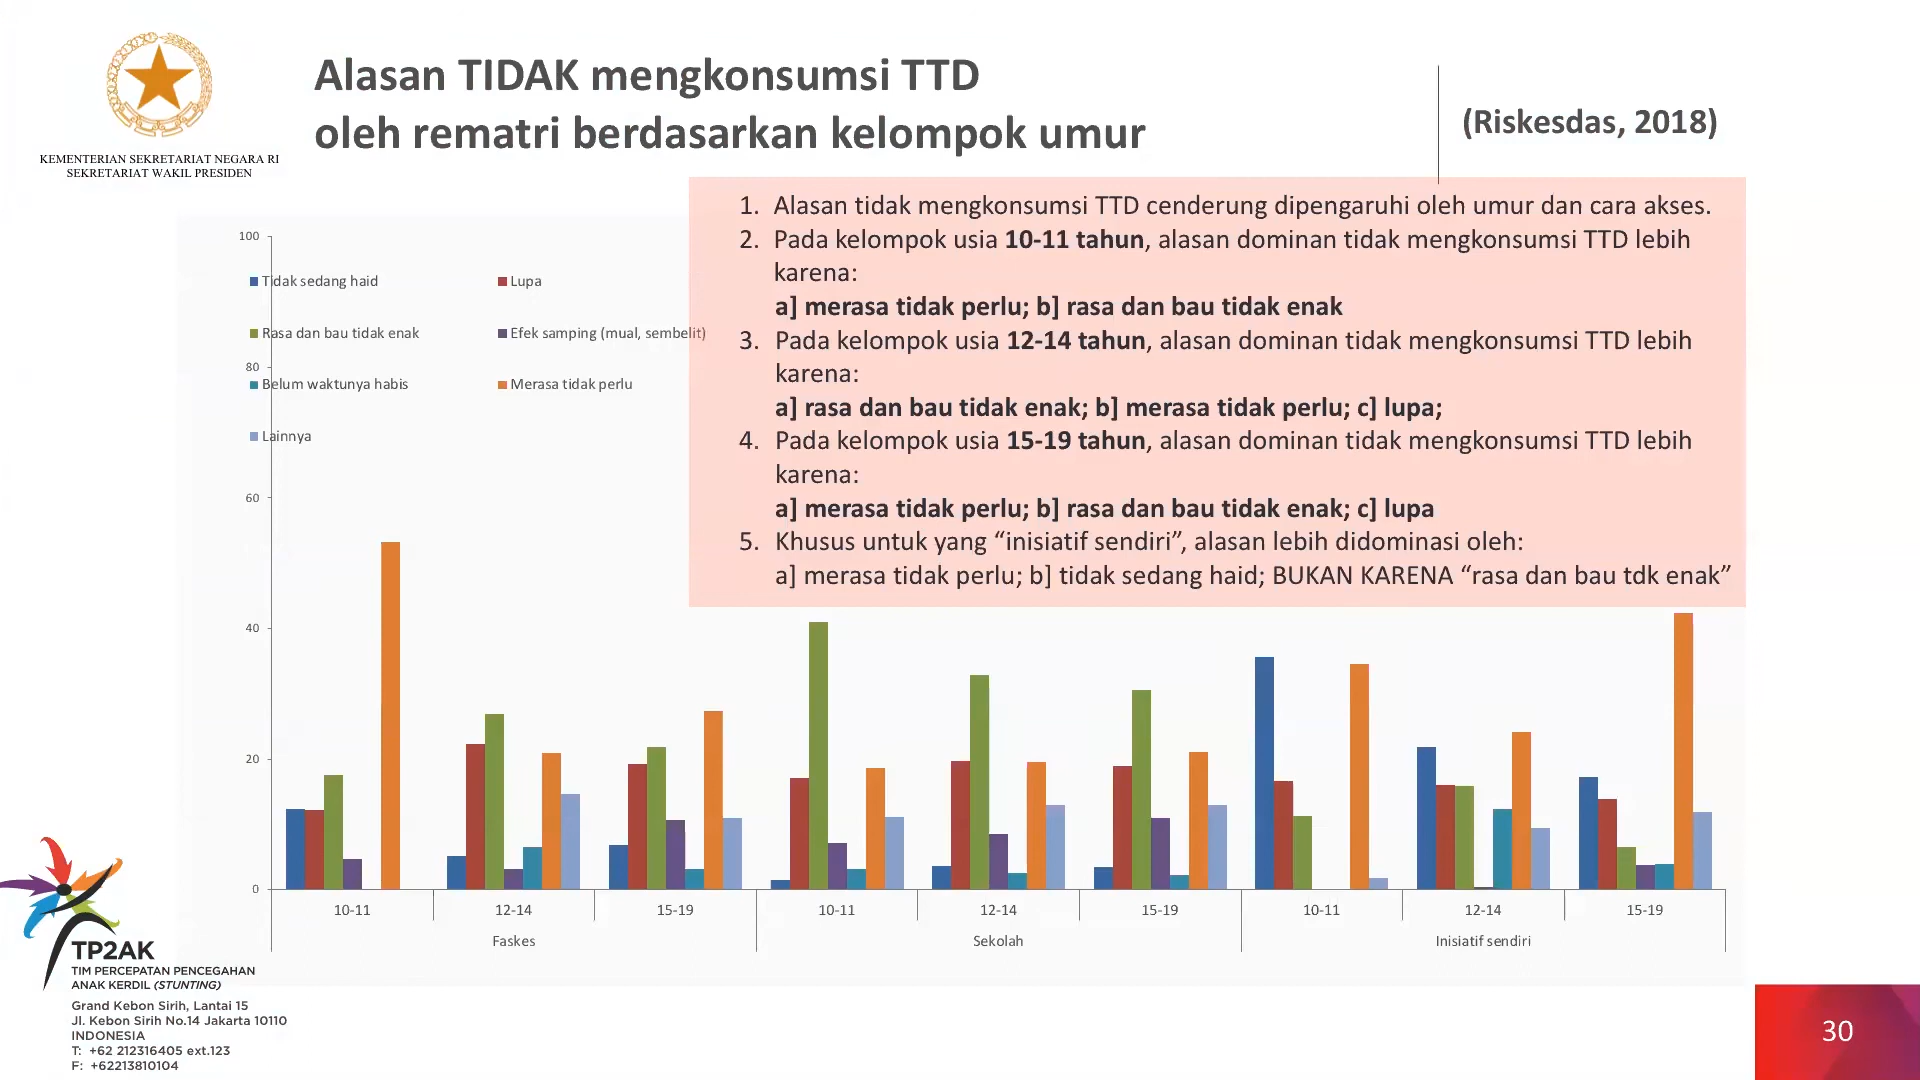 KEMENTERIAN SEKRETARIAT NEGARA RI
SEKRETARIAT WAKIL PRESIDEN
Alasan TIDAK mengkonsumsi TTD
oleh rematri berdasarkan kelompok umur
(Riskesdas, 2018)
1. Alasan tidak mengkonsumsi TTD cenderung dipengaruhi oleh umur dan cara akses.
2. Pada kelompok usia 10-11 tahun, alasan dominan tidak mengkonsumsi TTD lebih
karena:
a] merasa tidak perlu; b] rasa dan bau tidak enak
3. Pada kelompok usia 12-14 tahun, alasan dominan tidak mengkonsumsi TTD lebih
karena:
a] rasa dan bau tidak enak; b] merasa tidak perlu; c] lupa;
4. Pada kelompok usia 15-19 tahun, alasan dominan tidak mengkonsumsi TTD lebih
karena:
a] merasa tidak perlu; b] rasa dan bau tidak enak; c] lupa
5. Khusus untuk yang “inisiatif sendiri”, alasan lebih didominasi oleh:
a] merasa tidak perlu; b] tidak sedang haid; BUKAN KARENA “rasa dan bau tdk enak”
100
80
60
40
20
0
Tidak sedang haid
Lupa
Rasa dan bau tidak enak
Efek samping (mual, sembelit)
Belum waktunya habis
Merasa tidak perlu
Lainnya
10-11 12-14 15-19 10-11 12-14 15-19 10-11 12-14 15-19
Faskes Sekolah Inisiatif sendiri
TP2AK
TIM PERCEPATAN PENCEGAHAN
ANAK KERDIL (STUNTING)
Grand Kebon Sirih, Lantai 15
Jl. Kebon Sirih No.14 Jakarta 10110
INDONESIA
T: +62 212316405 ext.123
F: +62213810104
30